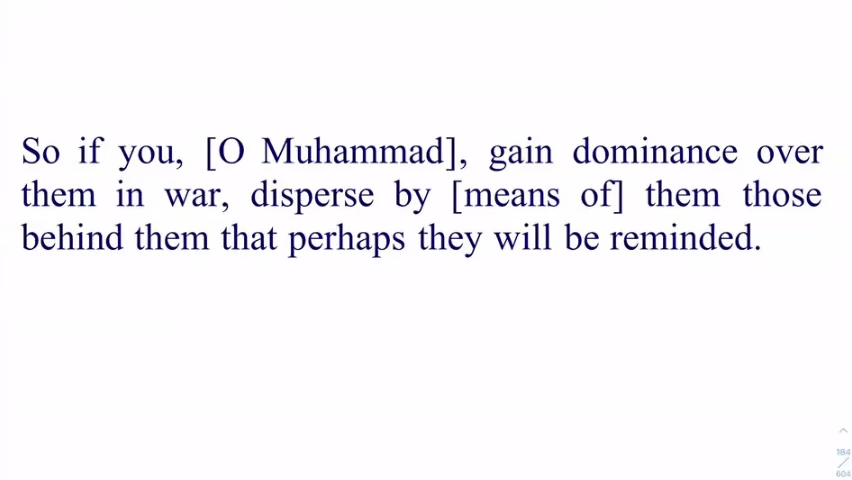 So if you, [O Muhammad], gain dominance over
them in war, disperse by [means of] them those
behind them that perhaps they will be reminded.
184
/
604